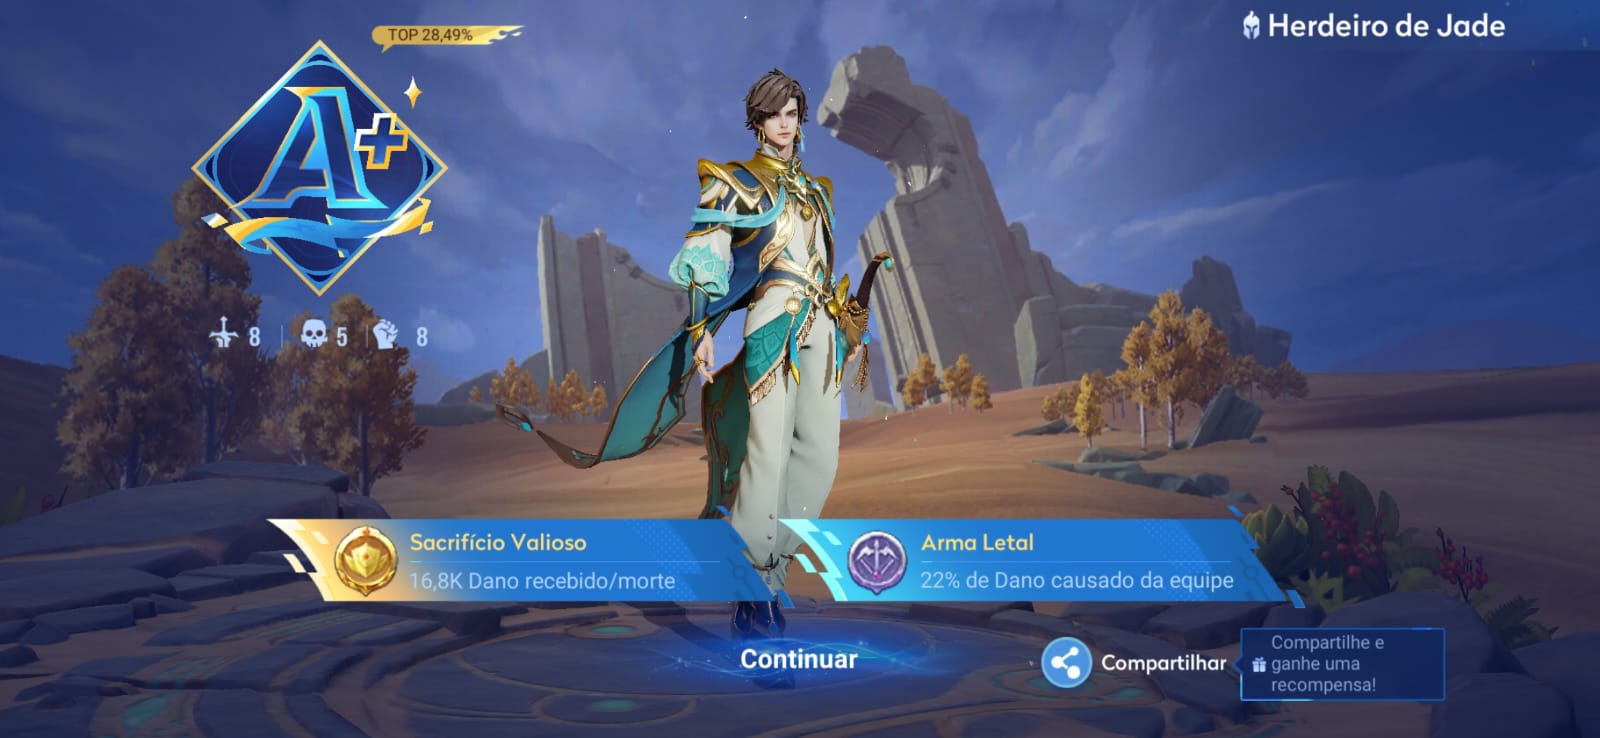 TOP 28,49%
Herdeiro de Jade
A+
8 5 8
Sacrifício Valioso
16,8K Dano recebido/morte
Arma Letal
22% de Dano causado da equipe
Continuar
Compartilhar
Compartilhe e
ganhe uma
recompensa!